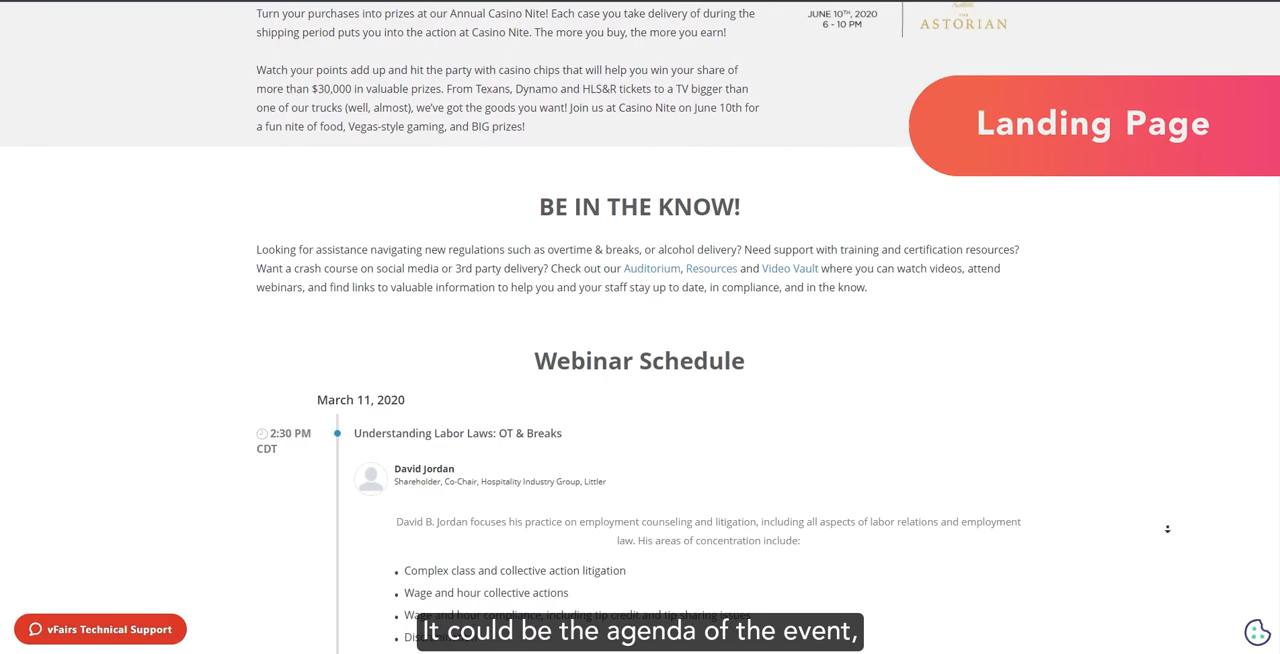 Turn your purchases into prizes at our Annual Casino Nite! Each case you take delivery of during the
shipping period puts you into the action at Casino Nite. The more you buy, the more you earn!
Watch your points add up and hit the party with casino chips that will help you win your share of
more than $30,000 in valuable prizes. From Texans, Dynamo and HLS&R tickets to a TV bigger than
one of our trucks (well, almost), we've got the goods you want! Join us at Casino Nite on June 10th for
a fun nite of food, Vegas-style gaming, and BIG prizes!
JUNE 10TH, 2020
6 - 10 PM
THE
ASTORIAN
Landing Page
BE IN THE KNOW!
Looking for assistance navigating new regulations such as overtime & breaks, or alcohol delivery? Need support with training and certification resources?
Want a crash course on social media or 3rd party delivery? Check out our Auditorium, Resources and Video Vault where you can watch videos, attend
webinars, and find links to valuable information to help you and your staff stay up to date, in compliance, and in the know.
Webinar Schedule
March 11, 2020
2:30 PM
CDT
Understanding Labor Laws: OT & Breaks
David Jordan
Shareholder, Co-Chair, Hospitality Industry Group, Littler
David B. Jordan focuses his practice on employment counseling and litigation, including all aspects of labor relations and employment
law. His areas of concentration include:
• Complex class and collective action litigation
• Wage and hour collective actions
• Wage and hour compliance, including tip credit and tip sharing issues
It could be the agenda of the event,
vFairs Technical Support